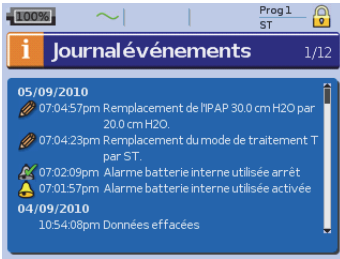 100%
Prog 1
ST
i Journal événements 1/12
05/09/2010
07:04:57pm Remplacement de l'IPAP 30.0 cm H2O par
20.0 cm H2O.
07:04:23pm Remplacement du mode de traitement T
par ST.
07:02:09pm Alarme batterie interne utilisée arrêt
07:01:57pm Alarme batterie interne utilisée activée
04/09/2010
10:54:08pm Données effacées